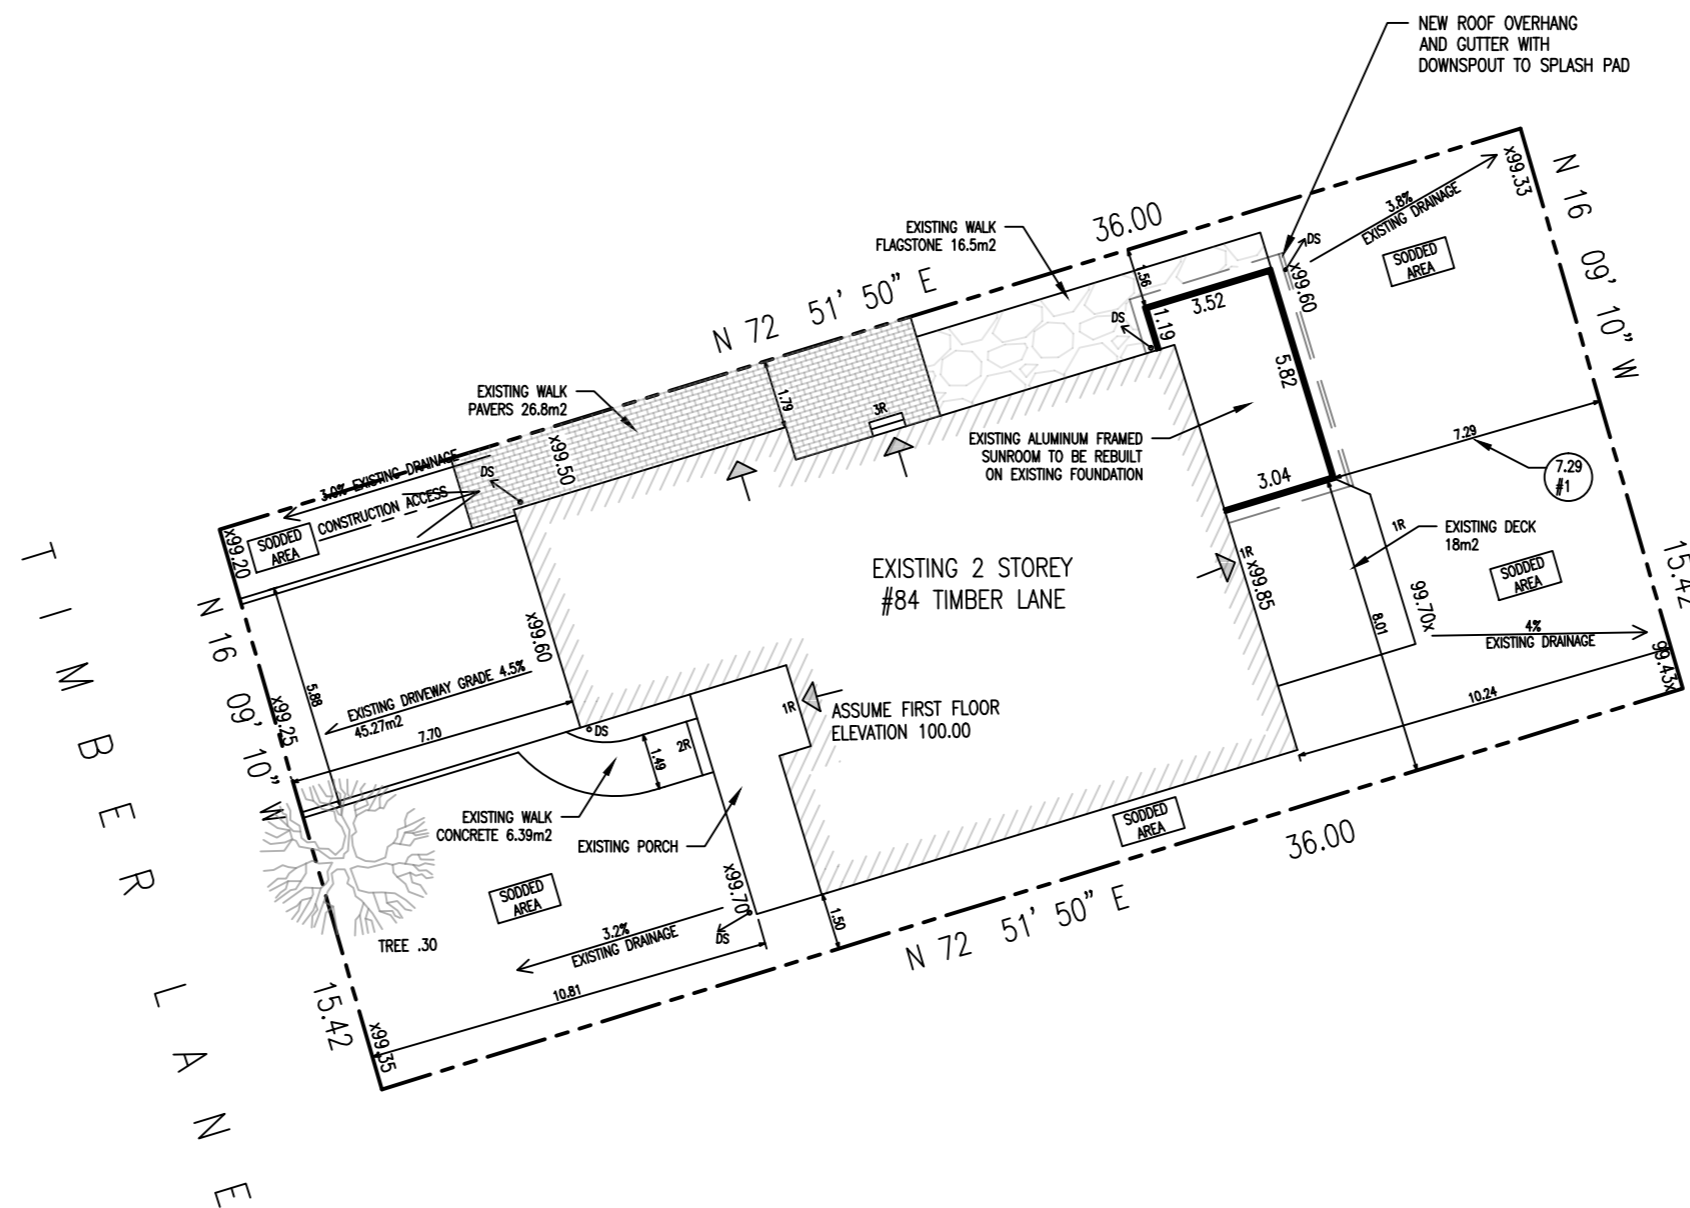 NEW ROOF OVERHANG
AND GUTTER WITH
DOWNSPOUT TO SPLASH PAD
x99.33
N 16 09' 10" W
3.8%
EXISTING DRAINAGE
SODDED
AREA
36.00
EXISTING WALK
FLAGSTONE 16.5m2
DS
x99.60
1.56
3.52
1.19
DS
5.82
N 72 51' 50" E
EXISTING WALK
PAVERS 26.8m2
1.79
3R
EXISTING ALUMINUM FRAMED
SUNROOM TO BE REBUILT
ON EXISTING FOUNDATION
7.29
7.29
#1
3.04
3.0% EXISTING DRAINAGE
CONSTRUCTION ACCESS
DS
x99.50
SODDED
AREA
x99.20
1R
EXISTING DECK
18m2
15.42
TIMBER LANE
EXISTING 2 STOREY
#84 TIMBER LANE
1R
x99.85
SODDED
AREA
99.70x
8.01
4%
EXISTING DRAINAGE
99.43x
10.24
N 16 09' 10" W
x99.60
5.88
EXISTING DRIVEWAY GRADE 4.5%
45.27m2
x99.25
7.70
1R
ASSUME FIRST FLOOR
ELEVATION 100.00
DS
2R
1.49
EXISTING WALK
CONCRETE 6.39m2
EXISTING PORCH
SODDED
AREA
36.00
SODDED
AREA
x99.70
1.50
DS
TREE .30
3.2%
EXISTING DRAINAGE
N 72 51' 50" E
10.81
15.42
x99.35